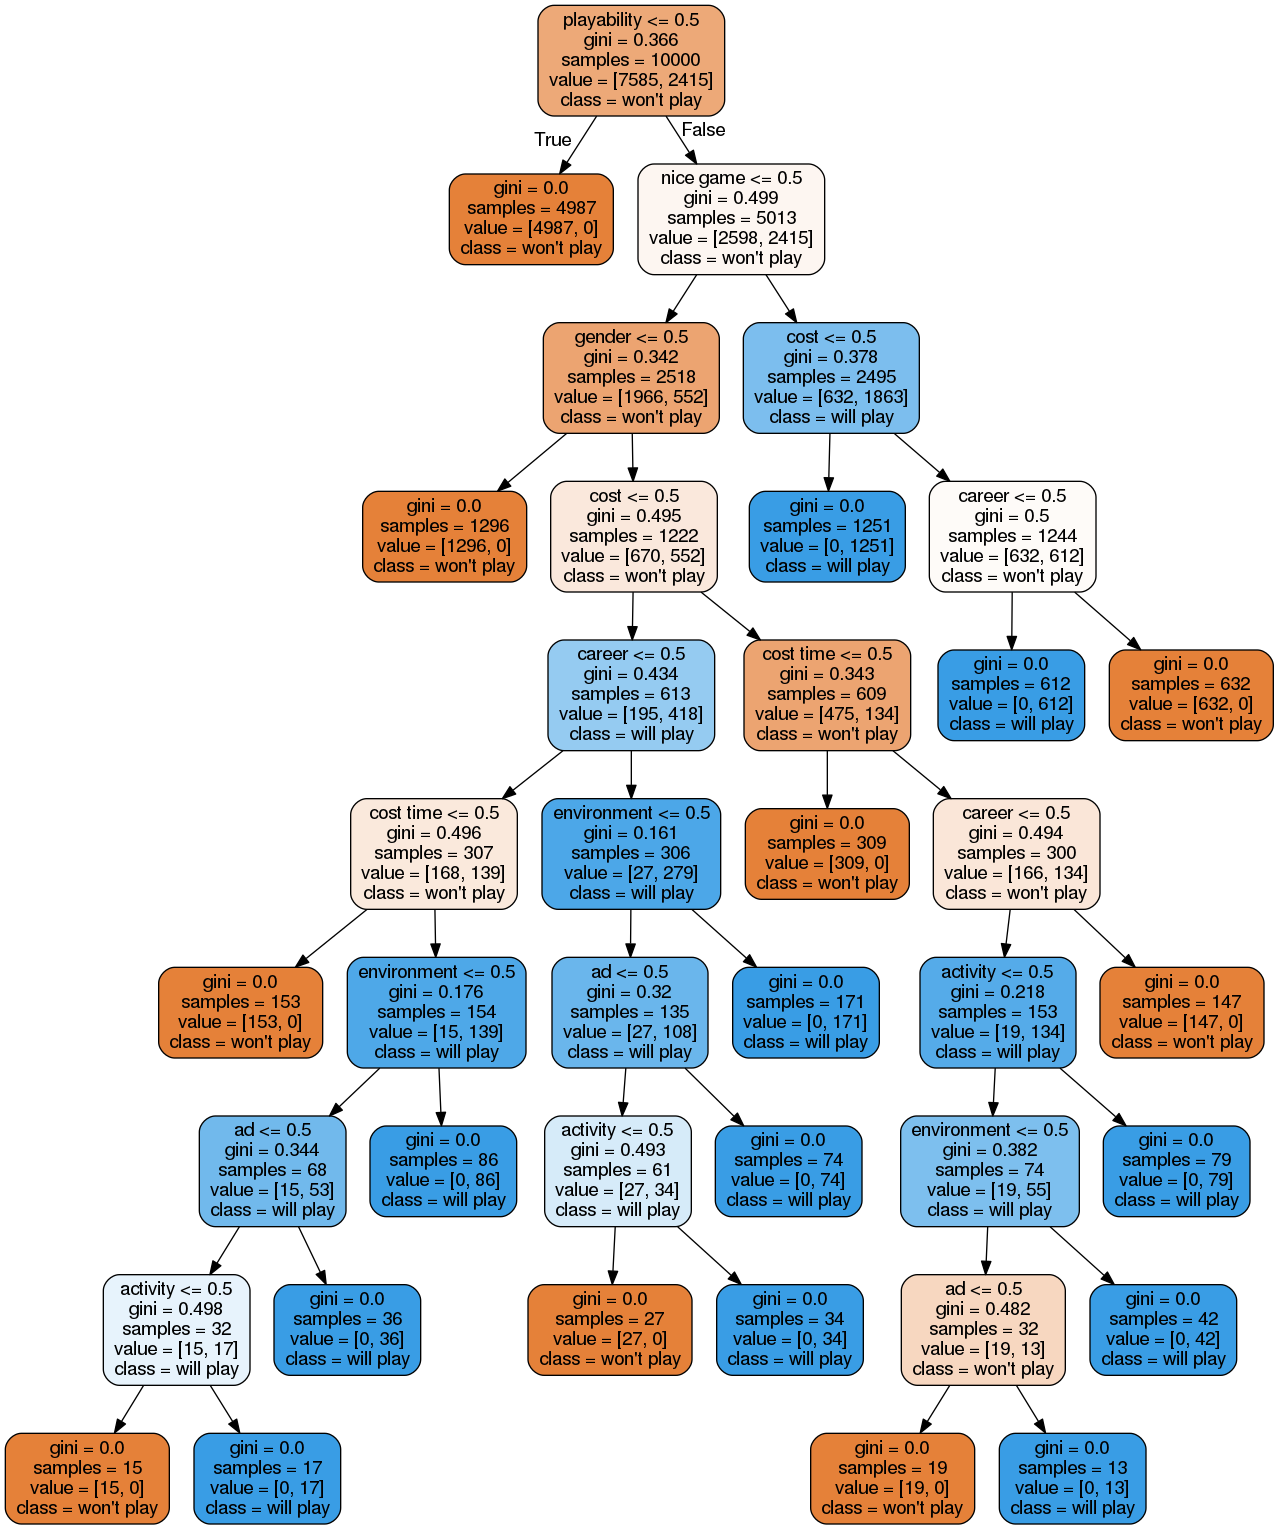 playability <= 0.5
gini = 0.366
samples = 10000
value = [7585, 2415]
class = won't play
True
False
gini = 0.0
samples = 4987
value = [4987, 0]
class = won't play
nice game <= 0.5
gini = 0.499
samples = 5013
value = [2598, 2415]
class = won't play
gender <= 0.5
gini = 0.342
samples = 2518
value = [1966, 552]
class = won't play
cost <= 0.5
gini = 0.378
samples = 2495
value = [632, 1863]
class = will play
gini = 0.0
samples = 1296
value = [1296, 0]
class = won't play
cost <= 0.5
gini = 0.495
samples = 1222
value = [670, 552]
class = won't play
gini = 0.0
samples = 1251
value = [0, 1251]
class = will play
career <= 0.5
gini = 0.5
samples = 1244
value = [632, 612]
class = won't play
career <= 0.5
gini = 0.434
samples = 613
value = [195, 418]
class = will play
cost time <= 0.5
gini = 0.343
samples = 609
value = [475, 134]
class = won't play
gini = 0.0
samples = 612
value = [0, 612]
class = will play
gini = 0.0
samples = 632
value = [632, 0]
class = won't play
cost time <= 0.5
gini = 0.496
samples = 307
value = [168, 139]
class = won't play
environment <= 0.5
gini = 0.161
samples = 306
value = [27, 279]
class = will play
gini = 0.0
samples = 309
value = [309, 0]
class = won't play
career <= 0.5
gini = 0.494
samples = 300
value = [166, 134]
class = won't play
gini = 0.0
samples = 153
value = [153, 0]
class = won't play
environment <= 0.5
gini = 0.176
samples = 154
value = [15, 139]
class = will play
ad <= 0.5
gini = 0.32
samples = 135
value = [27, 108]
class = will play
gini = 0.0
samples = 171
value = [0, 171]
class = will play
activity <= 0.5
gini = 0.218
samples = 153
value = [19, 134]
class = will play
gini = 0.0
samples = 147
value = [147, 0]
class = won't play
ad <= 0.5
gini = 0.344
samples = 68
value = [15, 53]
class = will play
gini = 0.0
samples = 86
value = [0, 86]
class = will play
activity <= 0.5
gini = 0.493
samples = 61
value = [27, 34]
class = will play
gini = 0.0
samples = 74
value = [0, 74]
class = will play
environment <= 0.5
gini = 0.382
samples = 74
value = [19, 55]
class = will play
gini = 0.0
samples = 79
value = [0, 79]
class = will play
activity <= 0.5
gini = 0.498
samples = 32
value = [15, 17]
class = will play
gini = 0.0
samples = 36
value = [0, 36]
class = will play
gini = 0.0
samples = 27
value = [27, 0]
class = won't play
gini = 0.0
samples = 34
value = [0, 34]
class = will play
ad <= 0.5
gini = 0.482
samples = 32
value = [19, 13]
class = won't play
gini = 0.0
samples = 42
value = [0, 42]
class = will play
gini = 0.0
samples = 15
value = [15, 0]
class = won't play
gini = 0.0
samples = 17
value = [0, 17]
class = will play
gini = 0.0
samples = 19
value = [19, 0]
class = won't play
gini = 0.0
samples = 13
value = [0, 13]
class = will play